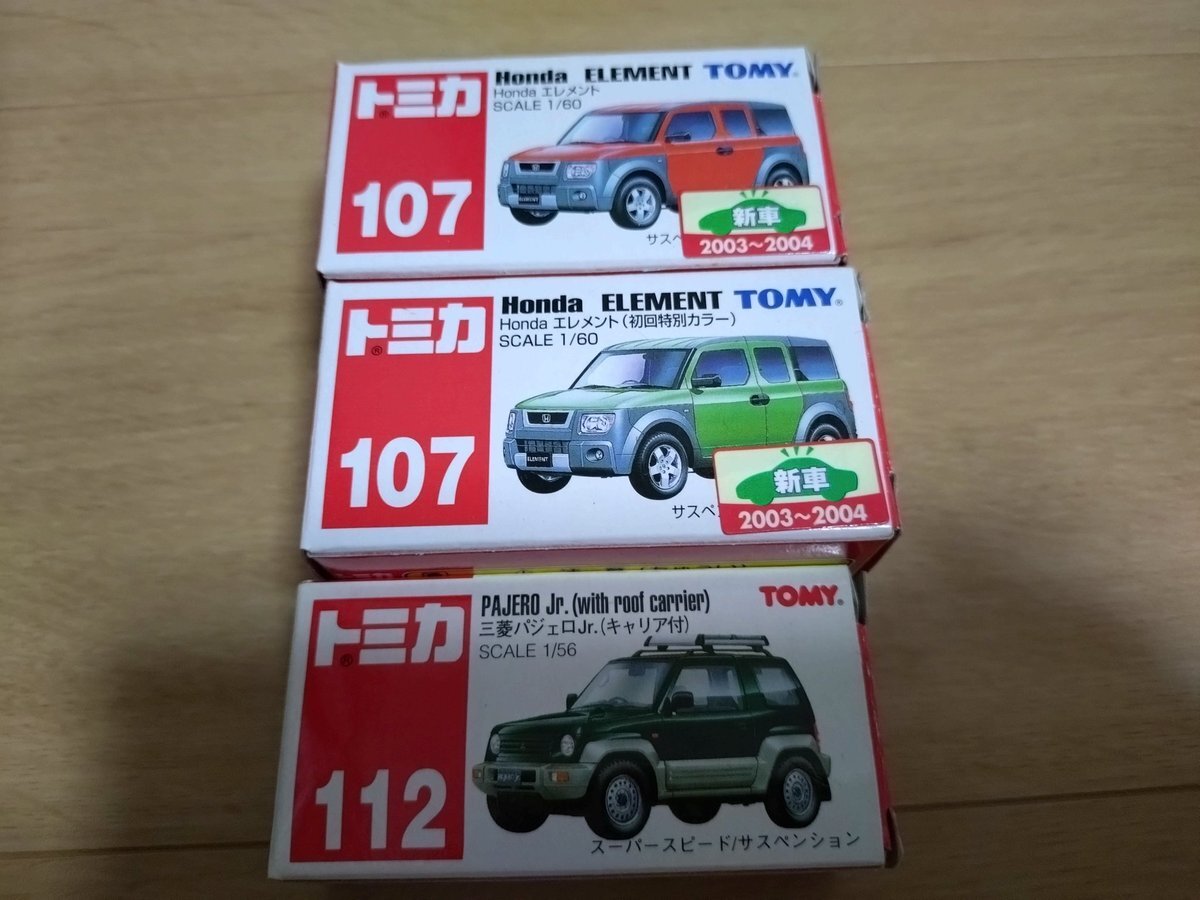 トミカ®
107
Honda ELEMENT TOMY®
Honda エレメント
SCALE 1/60
サスペ
新車
2003〜2004
トミカ®
107
Honda ELEMENT TOMY®
Honda エレメント(初回特別カラー)
SCALE 1/60
ELEMENT
サスペ
新車
2003〜2004
トミカ®
112
PAJERO Jr.(with roof carrier)
TOMY®
三菱パジェロJr.(キャリア付)
SCALE 1/56
スーパースピード/サスペンション